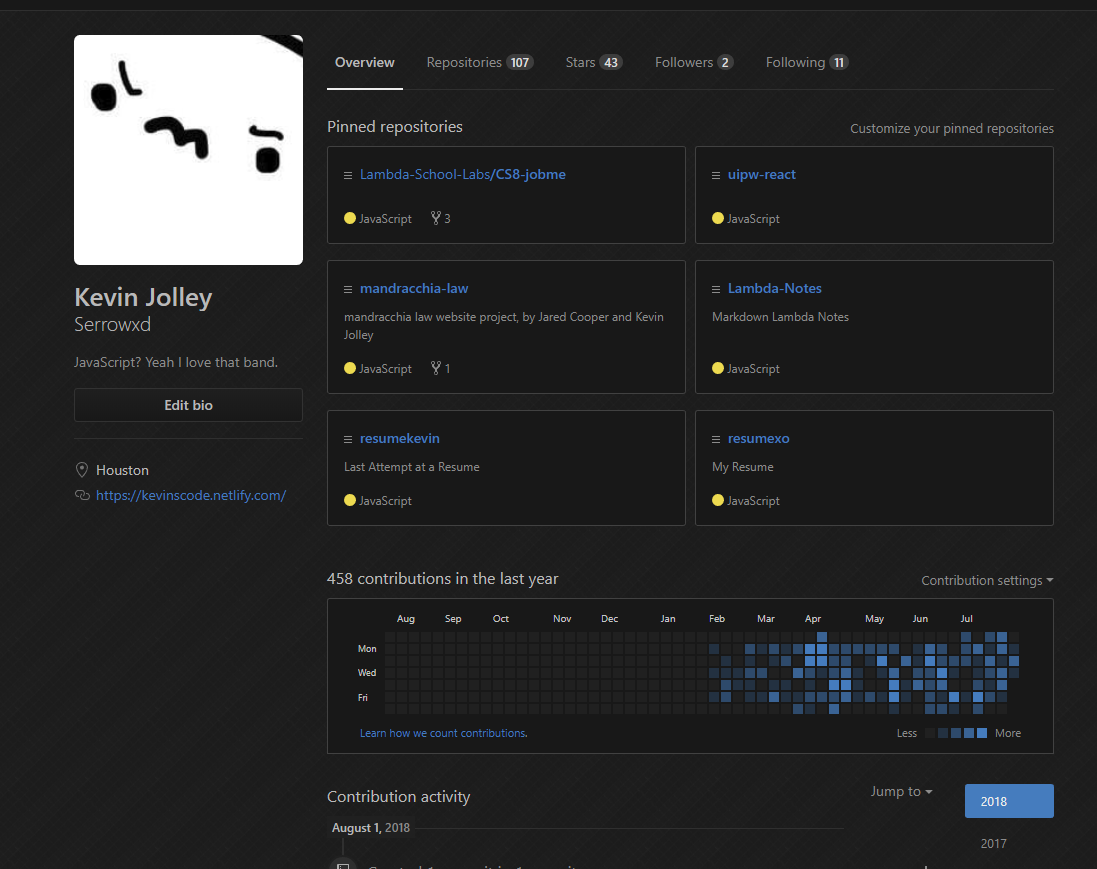 Overview Repositories 107 Stars 43 Followers 2 Following 11
Kevin Jolley
Serrowxd
JavaScript? Yeah I love that band.
Edit bio
Houston
https://kevinscode.netlify.com/
Pinned repositories
Customize your pinned repositories
Lambda-School-Labs/CS8-jobme
JavaScript 3
uipw-react
JavaScript
mandracchia-law
mandracchia law website project, by Jared Cooper and Kevin
Jolley
JavaScript 1
Lambda-Notes
Markdown Lambda Notes
JavaScript
resumekevin
Last Attempt at a Resume
JavaScript
resumexo
My Resume
JavaScript
458 contributions in the last year
Contribution settings
Aug Sep Oct Nov Dec Jan Feb Mar Apr May Jun Jul
Mon
Wed
Fri
Learn how we count contributions.
Less More
Contribution activity
Jump to
2018
2017
August 1, 2018